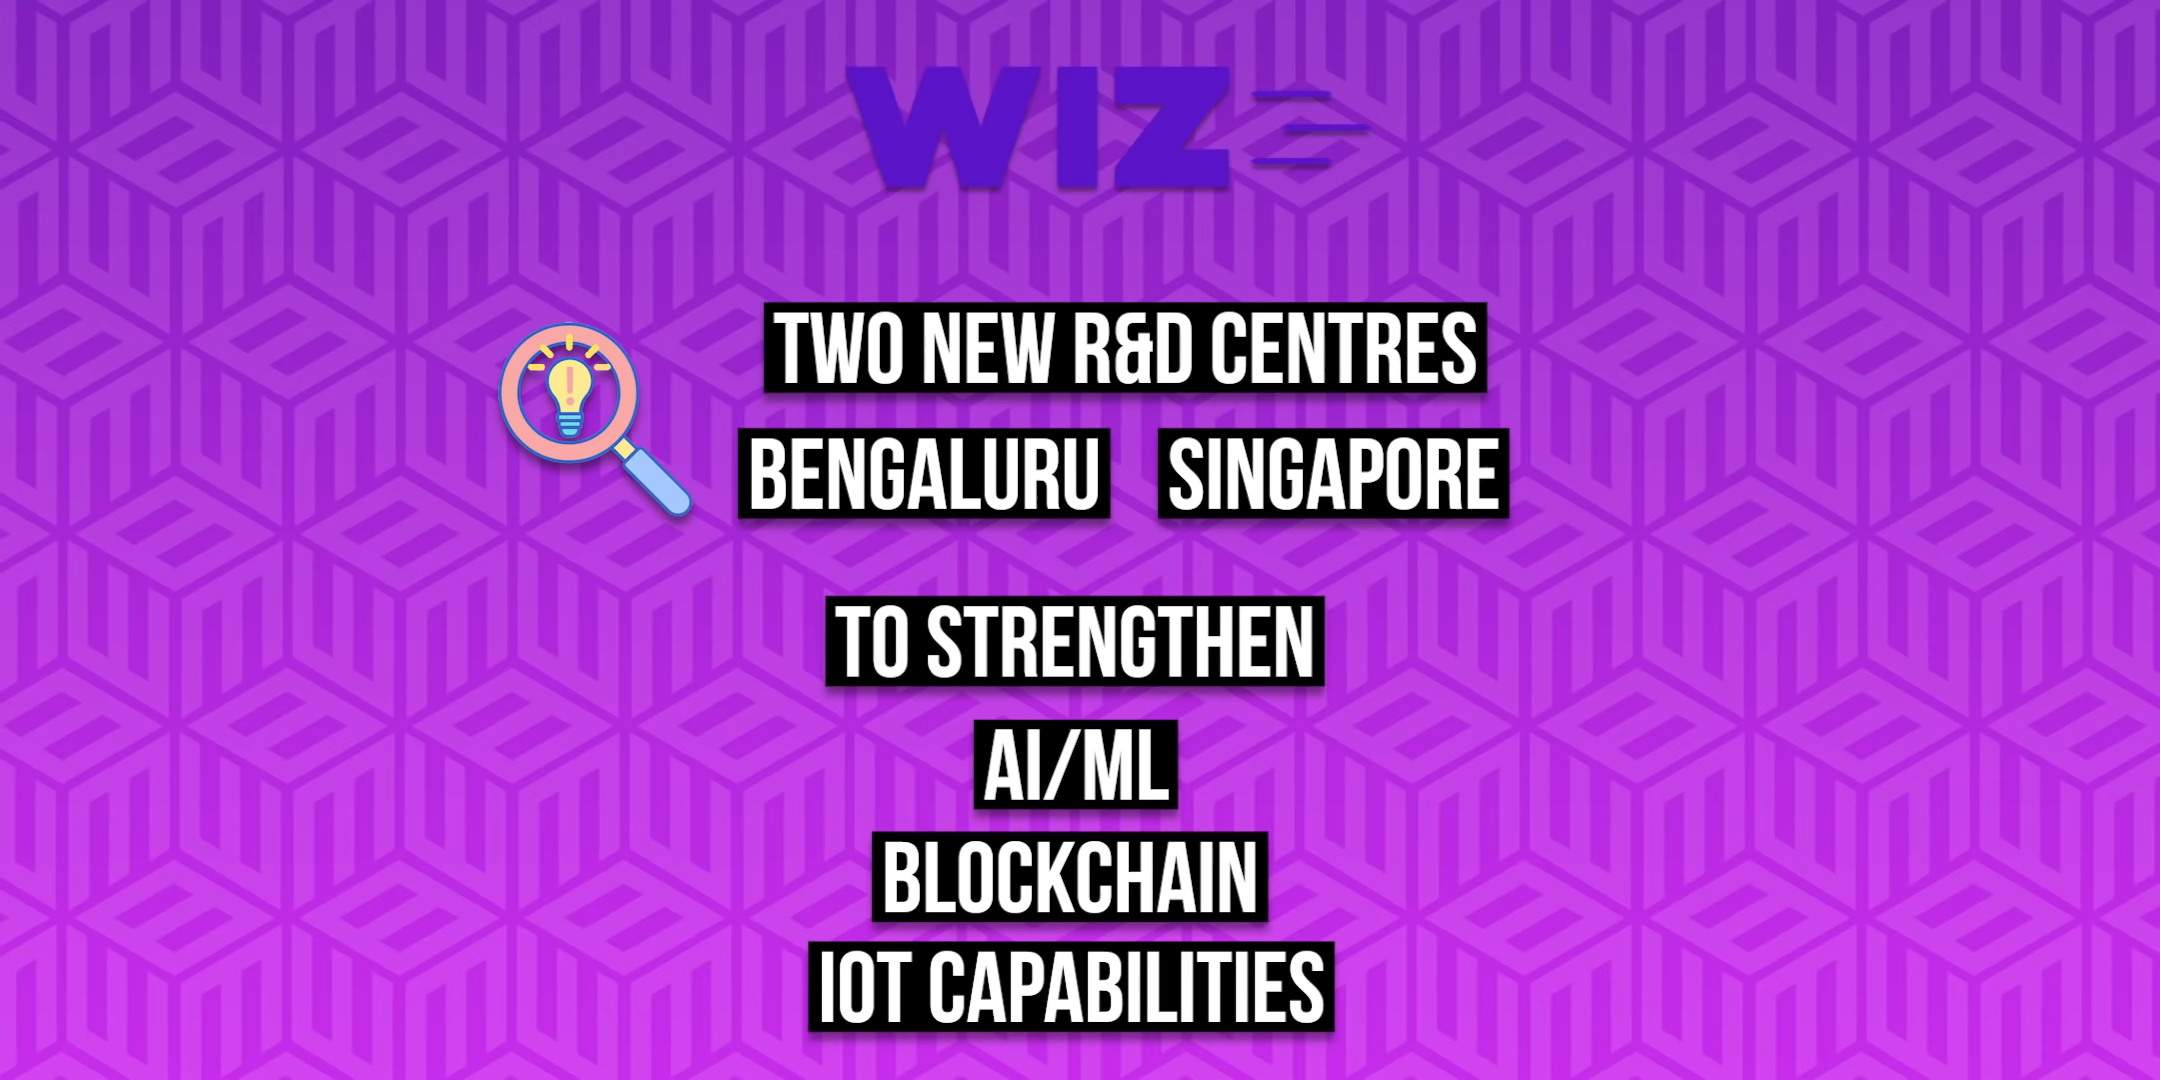 WIZ
TWO NEW R&D CENTRES
BENGALURU SINGAPORE
TO STRENGTHEN
AI/ML
BLOCKCHAIN
IOT CAPABILITIES